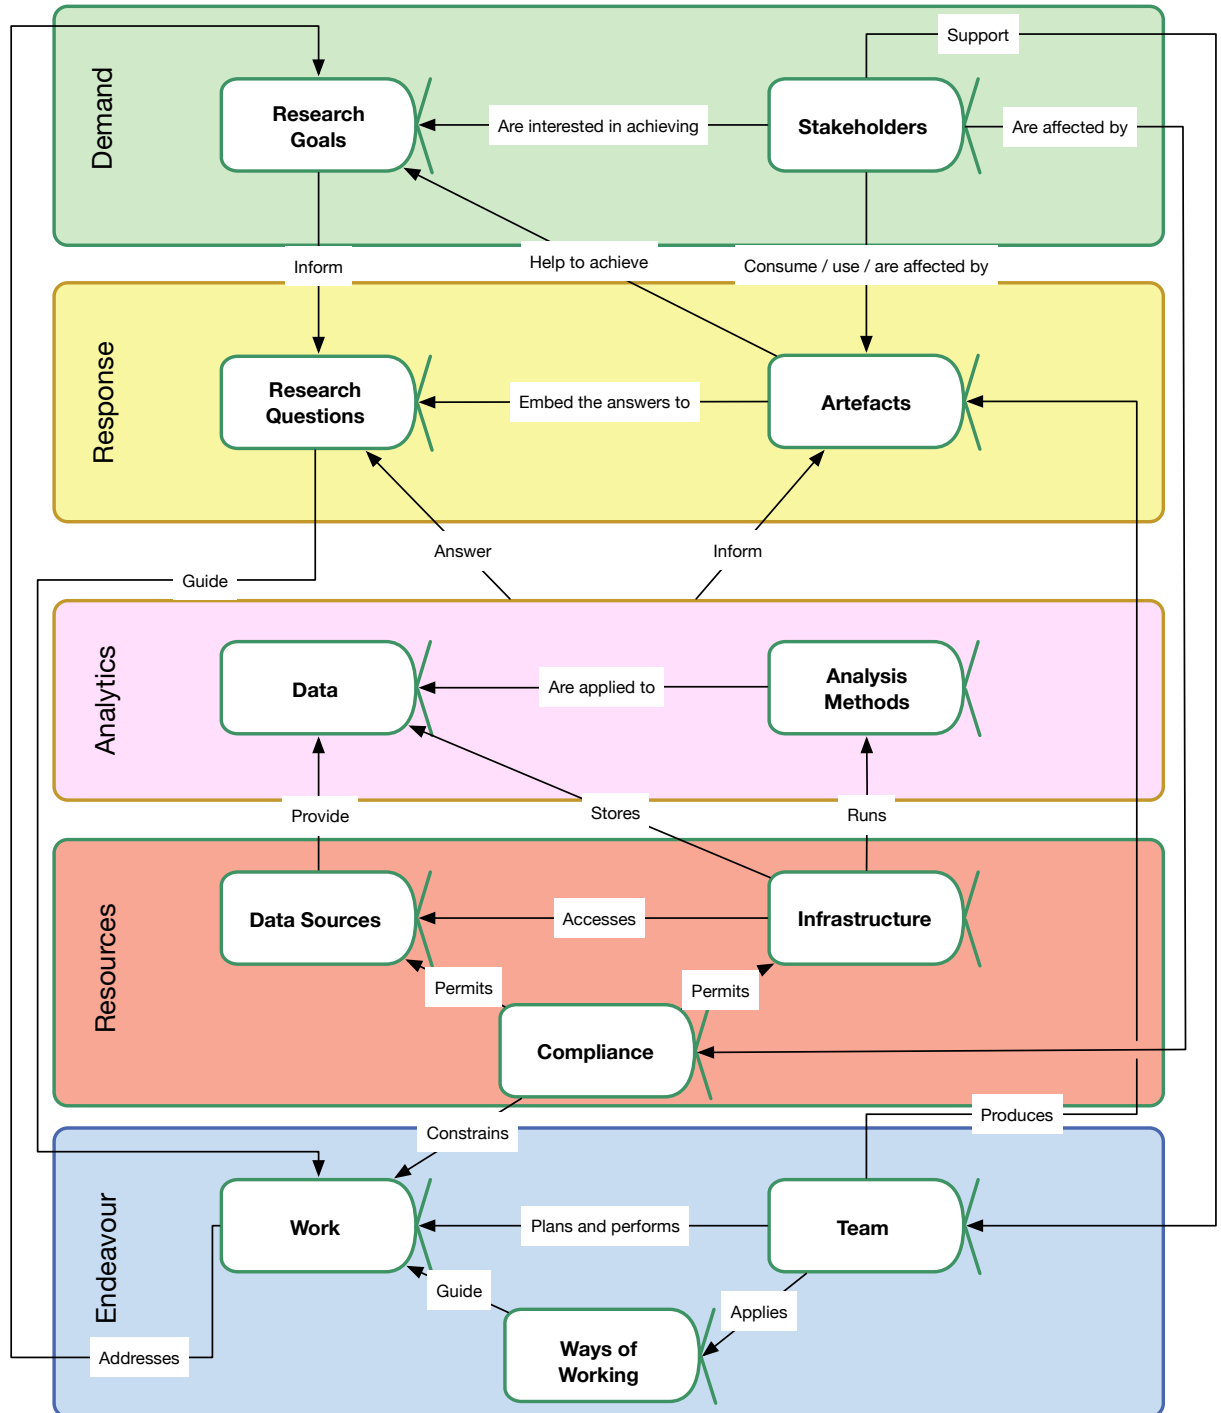 Support
Demand
Research
Goals
Are interested in achieving
Stakeholders
Are affected by
Inform
Help to achieve
Consume / use / are affected by
Response
Research
Questions
Embed the answers to
Artefacts
Answer
Inform
Guide
Analytics
Data
Are applied to
Analysis
Methods
Provide
Stores
Runs
Resources
Data Sources
Accesses
Infrastructure
Permits
Permits
Compliance
Produces
Constrains
Endeavour
Work
Plans and performs
Team
Guide
Applies
Addresses
Ways of
Working